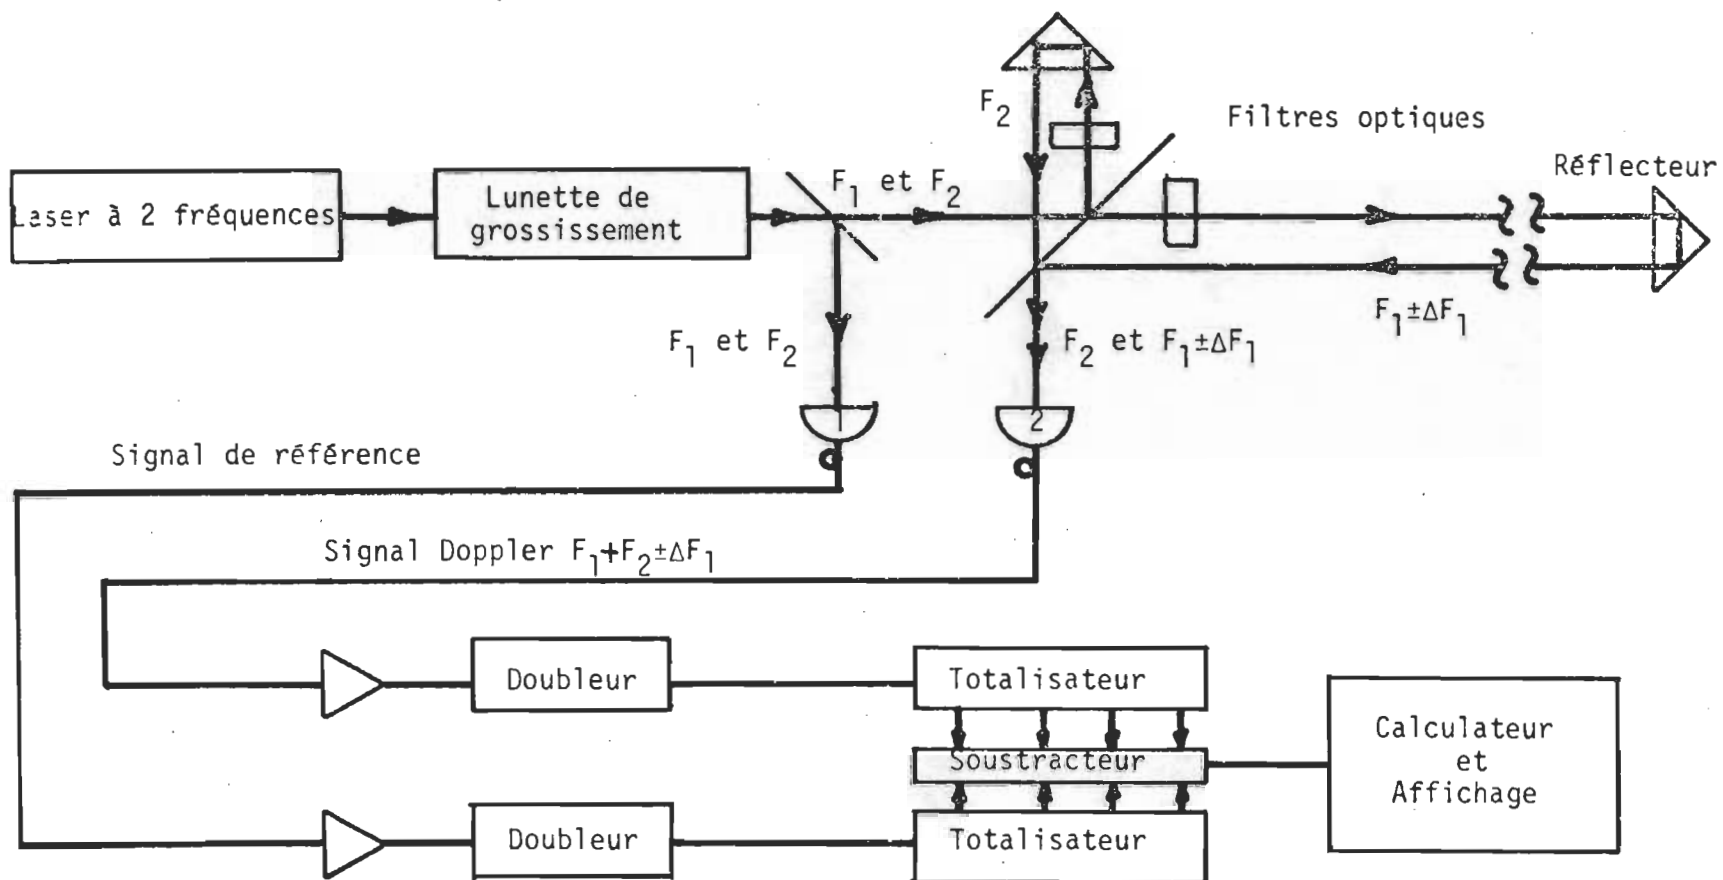 F₂
Filtres optiques
Réflecteur
Laser à 2 fréquences
Lunette de
grossissement
F₁ et F₂
F₁±ΔF₁
F₁ et F₂
F₂ et F₁±ΔF₁
1
2
Signal de référence
Signal Doppler F₁+F₂±ΔF₁
Doubleur
Totalisateur
Soustracteur
Calculateur
et
Affichage
Doubleur
Totalisateur